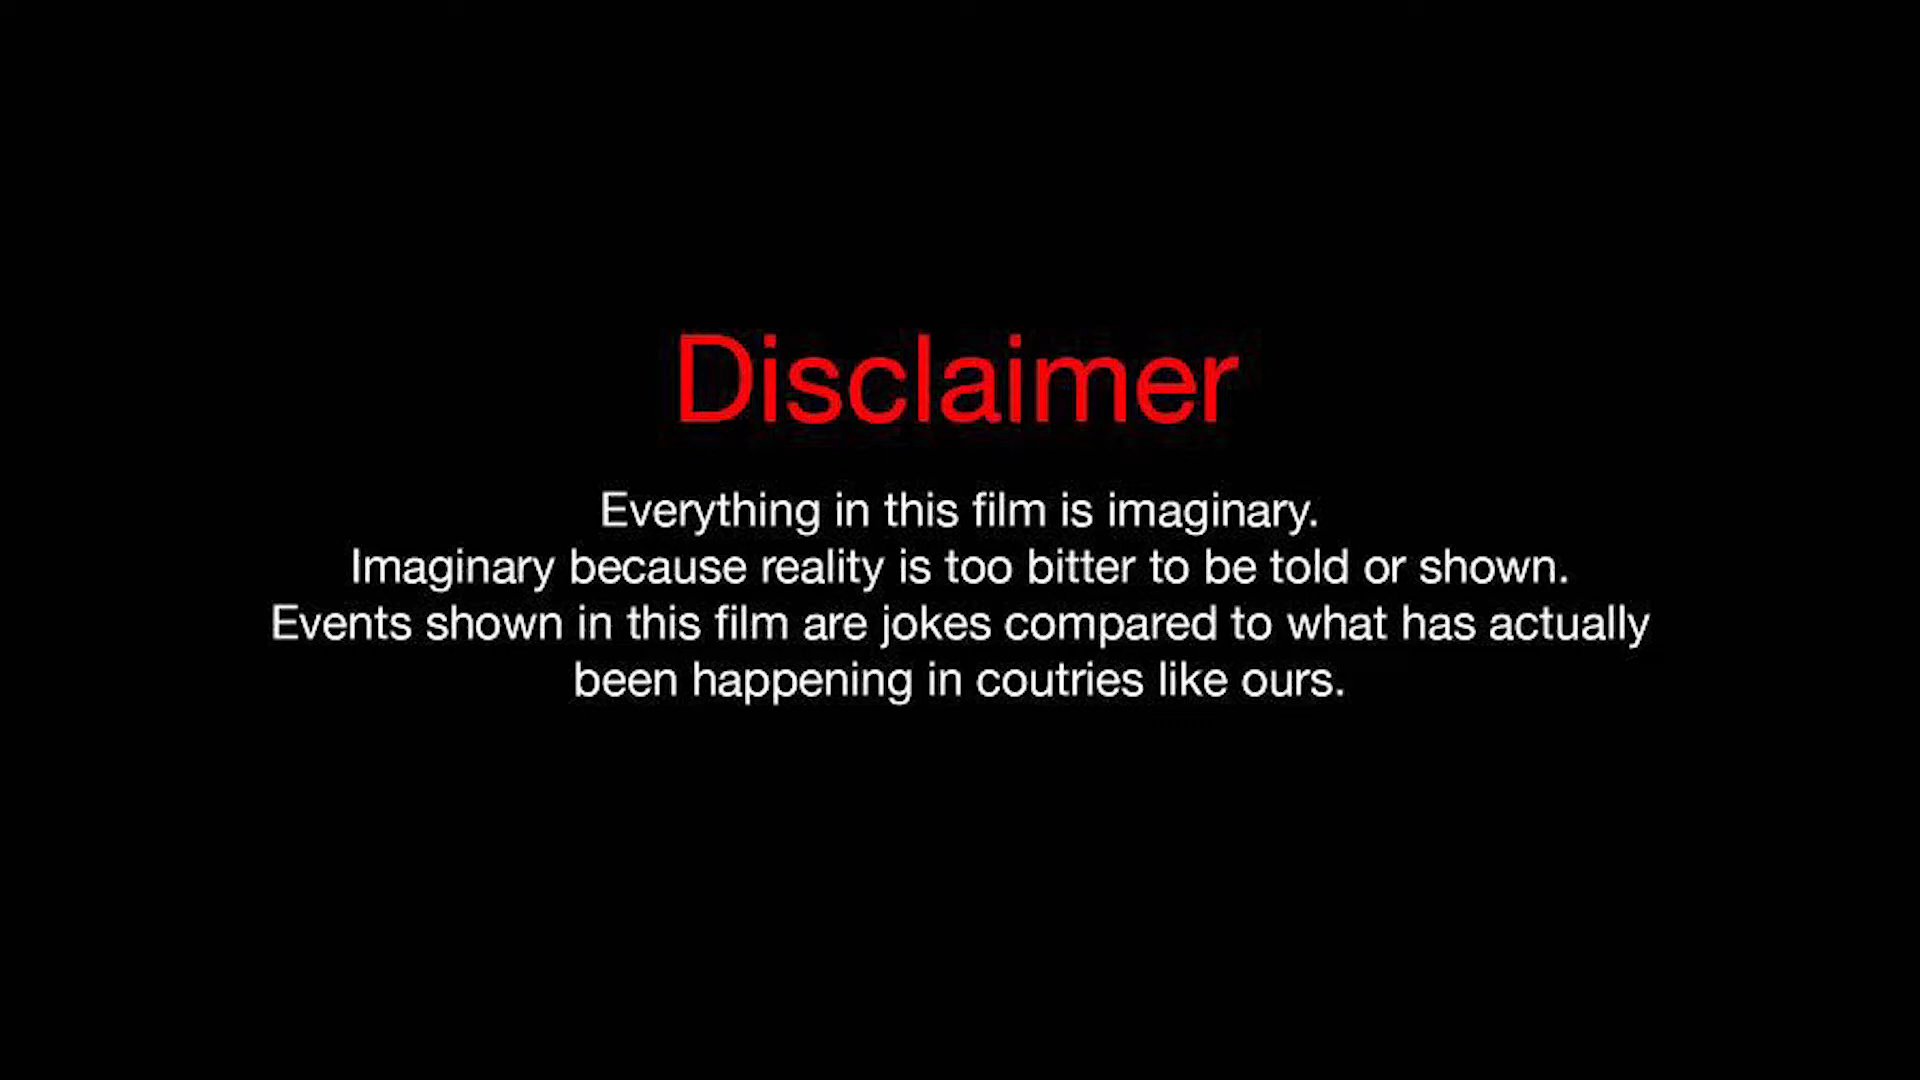 Disclaimer
Everything in this film is imaginary.
Imaginary because reality is too bitter to be told or shown.
Events shown in this film are jokes compared to what has actually
been happening in coutries like ours.